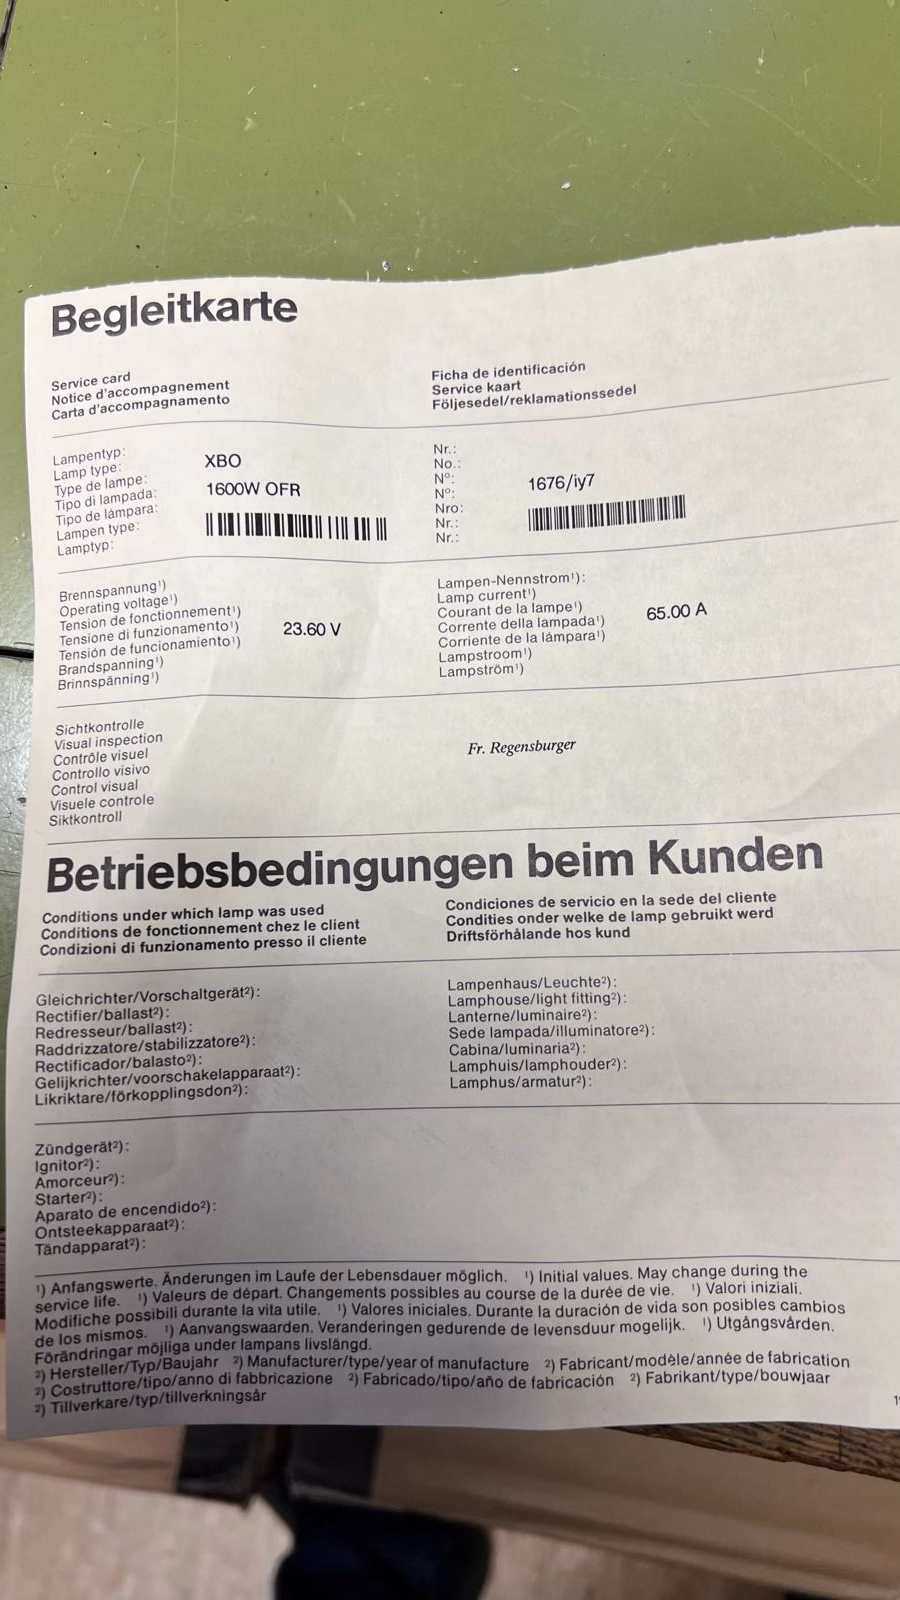 Begleitkarte
Service card
Notice d'accompagnement
Carta d'accompagnamento
Ficha de identificación
Service kaart
Följesedel/reklamationssedel
Lampentyp:
Lamp type:
Type de lampe:
Tipo di lampada:
Tipo de lámpara:
Lampen type:
Lamptyp:
XBO
1600W OFR
Nr.:
No.:
N°:
N°:
Nro:
Nr.:
Nr.:
1676/iy7
Brennspannung¹)
Operating voltage¹)
Tension de fonctionnement¹)
Tensione di funzionamento¹)
Tensión de funcionamiento¹)
Brandspanning¹)
Brinnspänning¹)
23.60 V
Lampen-Nennstrom¹):
Lamp current¹)
Courant de la lampe¹)
Corrente della lampada¹)
Corriente de la lámpara¹)
Lampstroom¹)
Lampström¹)
65.00 A
Sichtkontrolle
Visual inspection
Contrôle visuel
Controllo visivo
Control visual
Visuele controle
Siktkontroll
Fr. Regensburger
Betriebsbedingungen beim Kunden
Conditions under which lamp was used
Conditions de fonctionnement chez le client
Condizioni di funzionamento presso il cliente
Condiciones de servicio en la sede del cliente
Condities onder welke de lamp gebruikt werd
Driftsförhålande hos kund
Gleichrichter/Vorschaltgerät²):
Rectifier/ballast²):
Redresseur/ballast²):
Raddrizzatore/stabilizzatore²):
Rectificador/balasto²):
Gelijkrichter/voorschakelapparaat²):
Likriktare/förkopplingsdon²):
Lampenhaus/Leuchte²):
Lamphouse/light fitting²):
Lanterne/luminaire²):
Sede lampada/illuminatore²):
Cabina/luminaria²):
Lamphuis/lamphouder²):
Lamphus/armatur²):
Zündgerät²):
Ignitor²):
Amorceur²):
Starter²):
Aparato de encendido²):
Ontsteekapparaat²):
Tändapparat²):
¹) Anfangswerte. Änderungen im Laufe der Lebensdauer möglich. ¹) Initial values. May change during the
service life. ¹) Valeurs de départ. Changements possibles au course de la durée de vie. ¹) Valori iniziali.
Modifiche possibili durante la vita utile. ¹) Valores iniciales. Durante la duración de vida son posibles cambios
de los mismos. ¹) Aanvangswaarden. Veranderingen gedurende de levensduur mogelijk. ¹) Utgångsvården.
Förändringar möjliga under lampans livslängd.
²) Hersteller/Typ/Baujahr ²) Manufacturer/type/year of manufacture ²) Fabricant/modèle/année de fabrication
²) Costruttore/tipo/anno di fabbricazione ²) Fabricado/tipo/año de fabricación ²) Fabrikant/type/bouwjaar
²) Tillverkare/typ/tillverkningsår